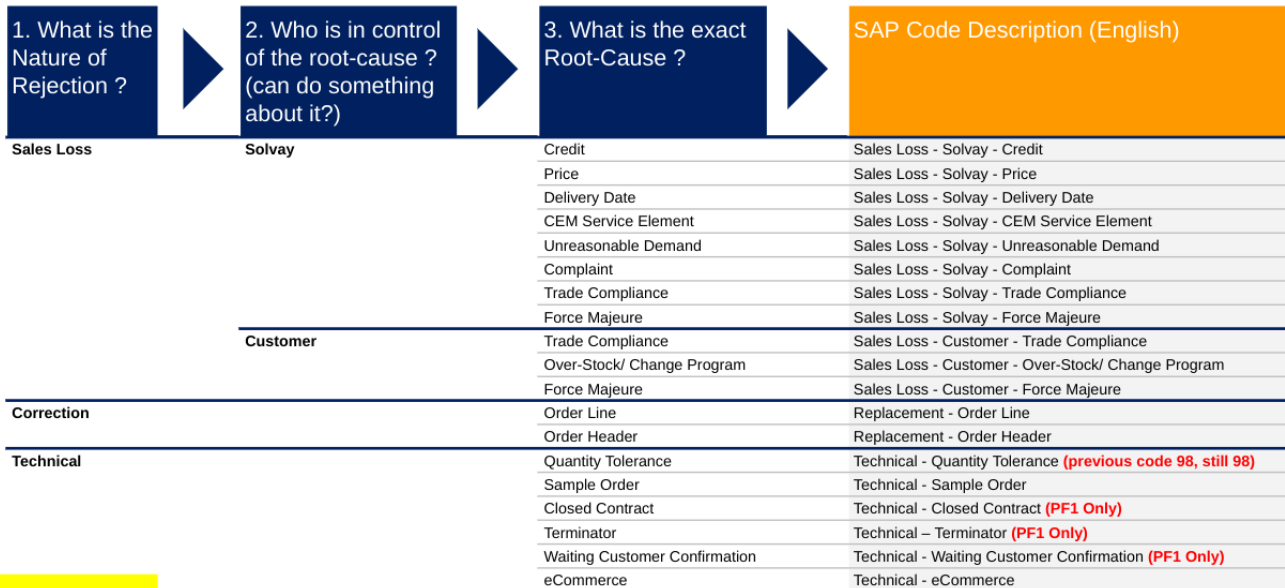 1. What is the
Nature of
Rejection ?
2. Who is in control
of the root-cause ?
(can do something
about it?)
3. What is the exact
Root-Cause ?
SAP Code Description (English)
Sales Loss Solvay Credit Sales Loss - Solvay - Credit
Price Sales Loss - Solvay - Price
Delivery Date Sales Loss - Solvay - Delivery Date
CEM Service Element Sales Loss - Solvay - CEM Service Element
Unreasonable Demand Sales Loss - Solvay - Unreasonable Demand
Complaint Sales Loss - Solvay - Complaint
Trade Compliance Sales Loss - Solvay - Trade Compliance
Force Majeure Sales Loss - Solvay - Force Majeure
Customer Trade Compliance Sales Loss - Customer - Trade Compliance
Over-Stock/ Change Program Sales Loss - Customer - Over-Stock/ Change Program
Force Majeure Sales Loss - Customer - Force Majeure
Correction Order Line Replacement - Order Line
Order Header Replacement - Order Header
Technical Quantity Tolerance Technical - Quantity Tolerance (previous code 98, still 98)
Sample Order Technical - Sample Order
Closed Contract Technical - Closed Contract (PF1 Only)
Terminator Technical – Terminator (PF1 Only)
Waiting Customer Confirmation Technical - Waiting Customer Confirmation (PF1 Only)
eCommerce Technical - eCommerce